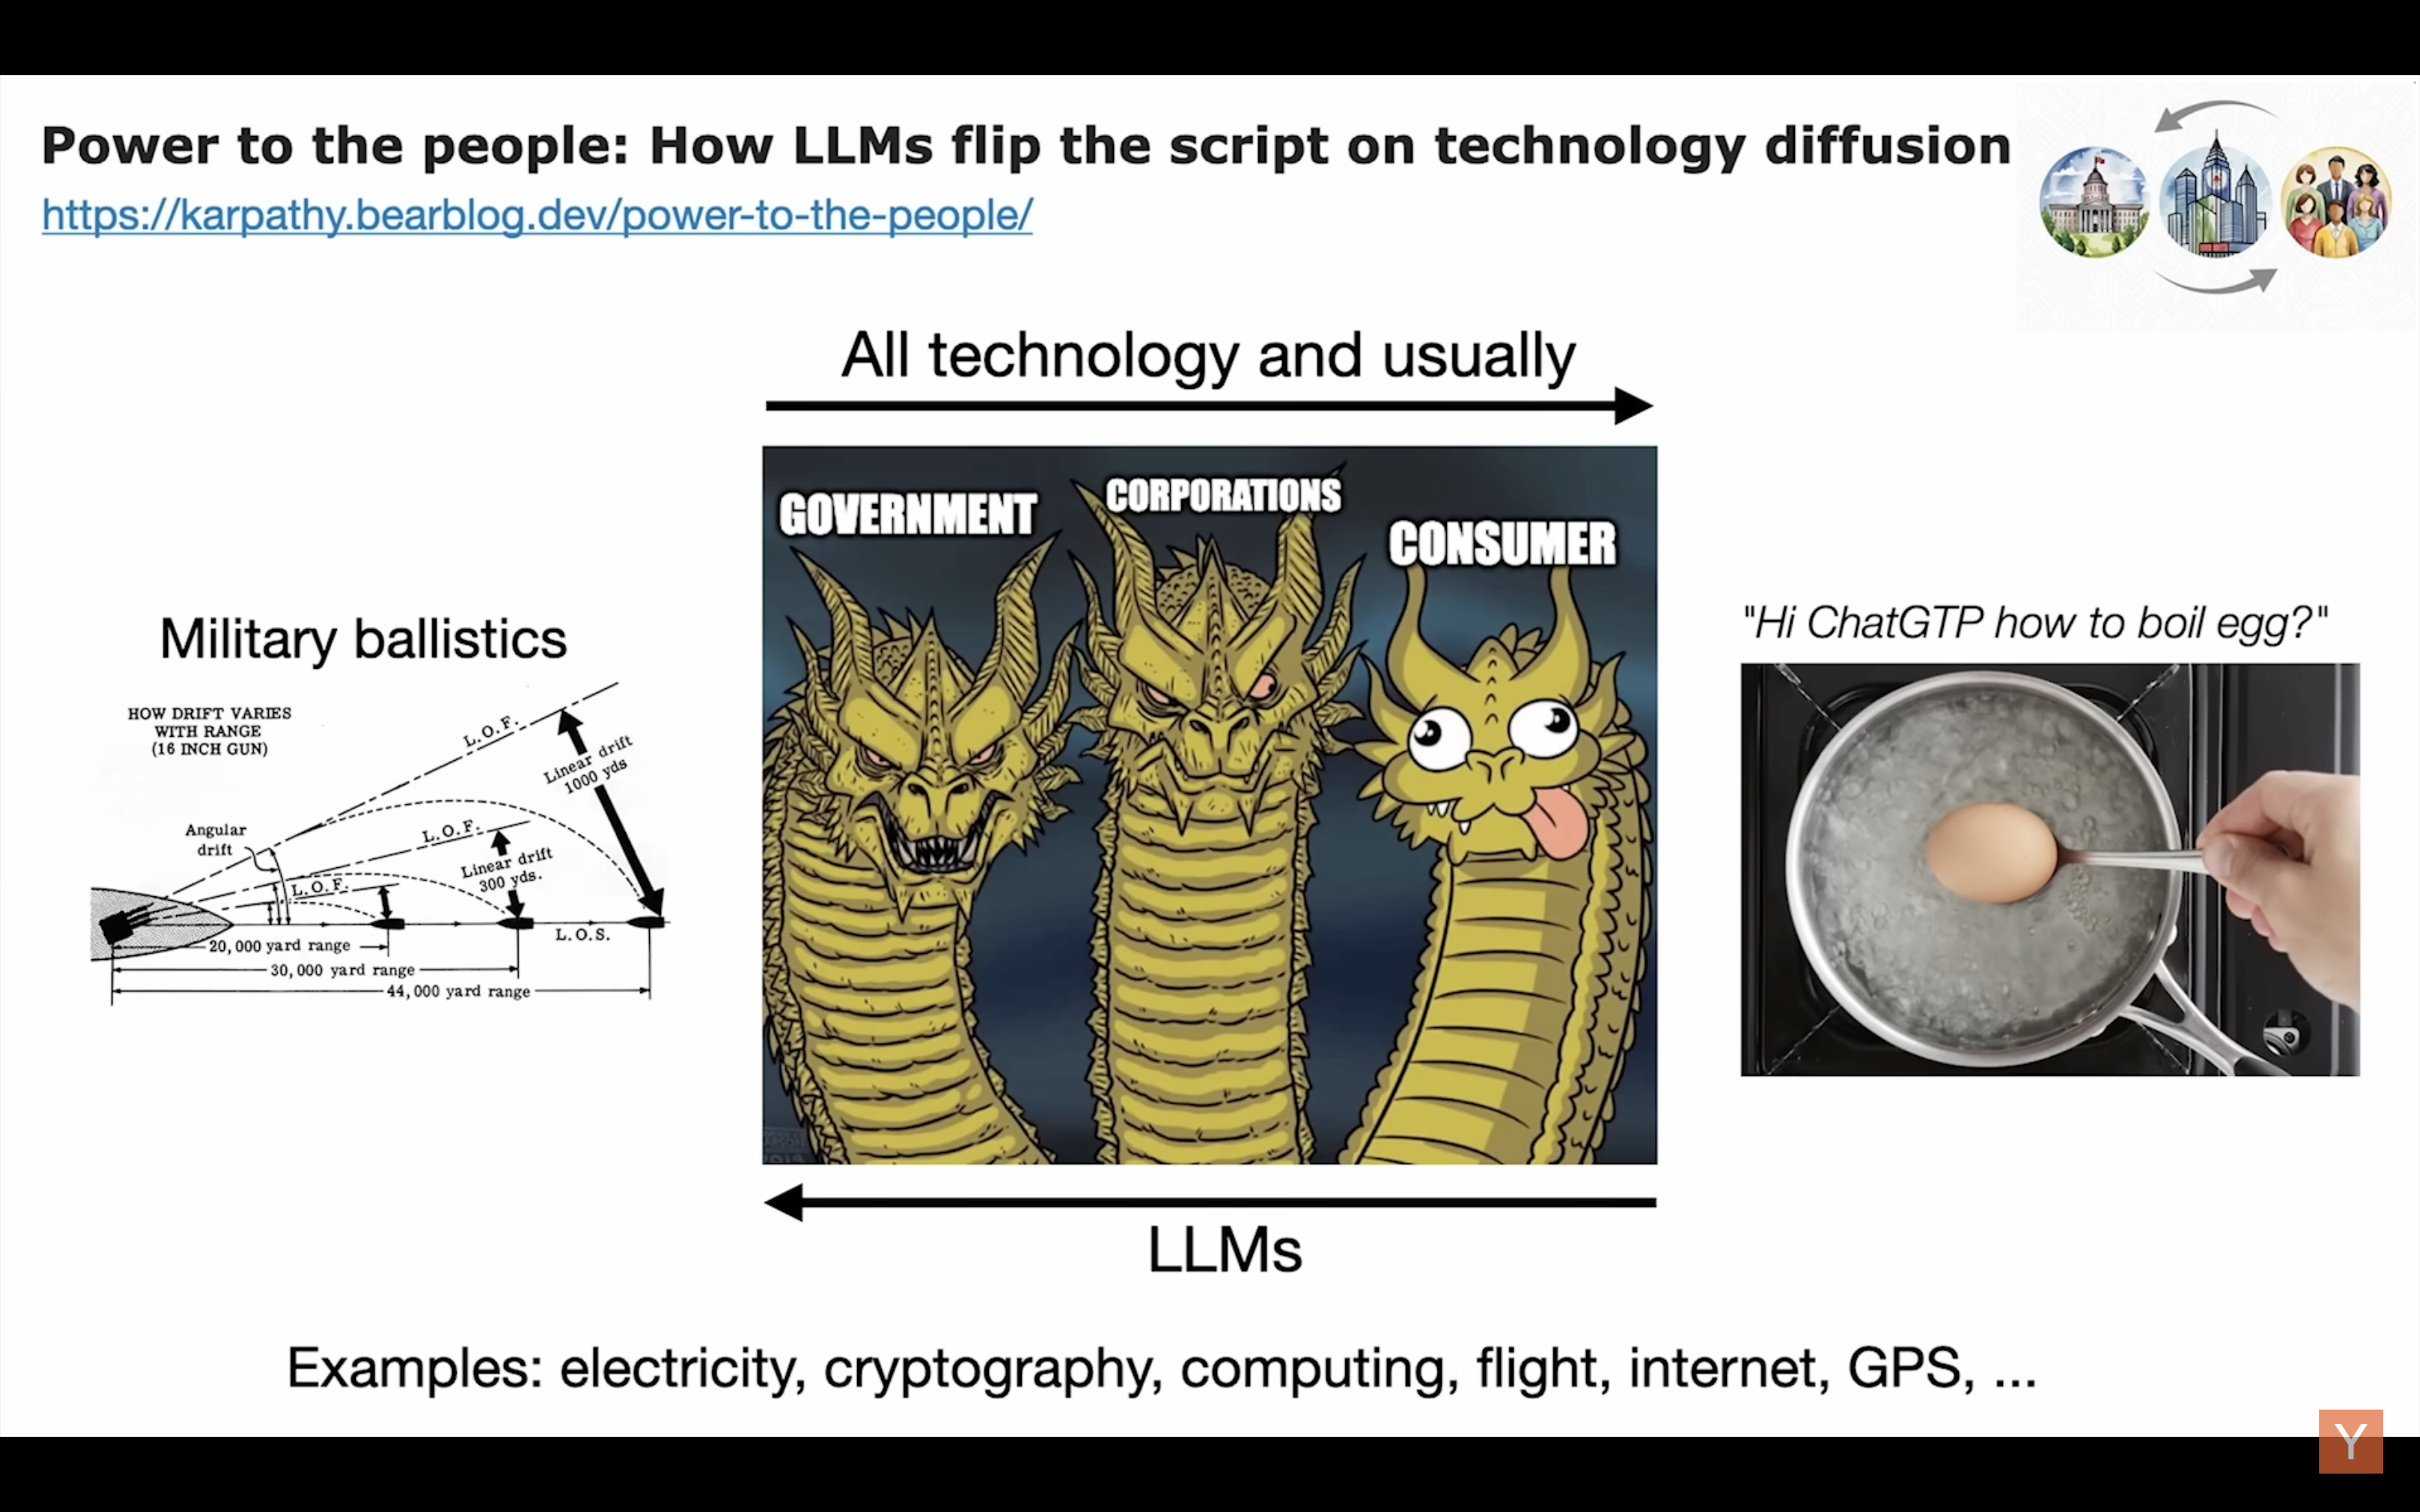 Power to the people: How LLMs flip the script on technology diffusion
https://karpathy.bearblog.dev/power-to-the-people/
All technology and usually
GOVERNMENT
CORPORATIONS
CONSUMER
Military ballistics
HOW DRIFT VARIES
WITH RANGE
(16 INCH GUN)
L.O.F.
Linear drift
1000 yds
Angular
drift
L.O.F.
Linear drift
300 yds.
L.O.F.
L.O.S.
20,000 yard range
30,000 yard range
44,000 yard range
"Hi ChatGTP how to boil egg?"
LLMs
Examples: electricity, cryptography, computing, flight, internet, GPS, ...
Y